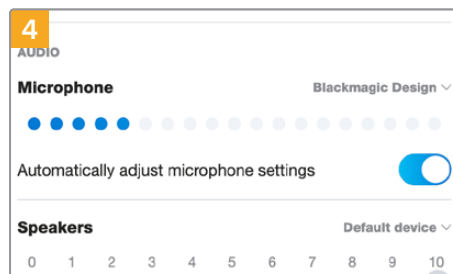 4
AUDIO
Microphone Blackmagic Design
Automatically adjust microphone settings
Speakers Default device
0 1 2 3 4 5 6 7 8 9 10